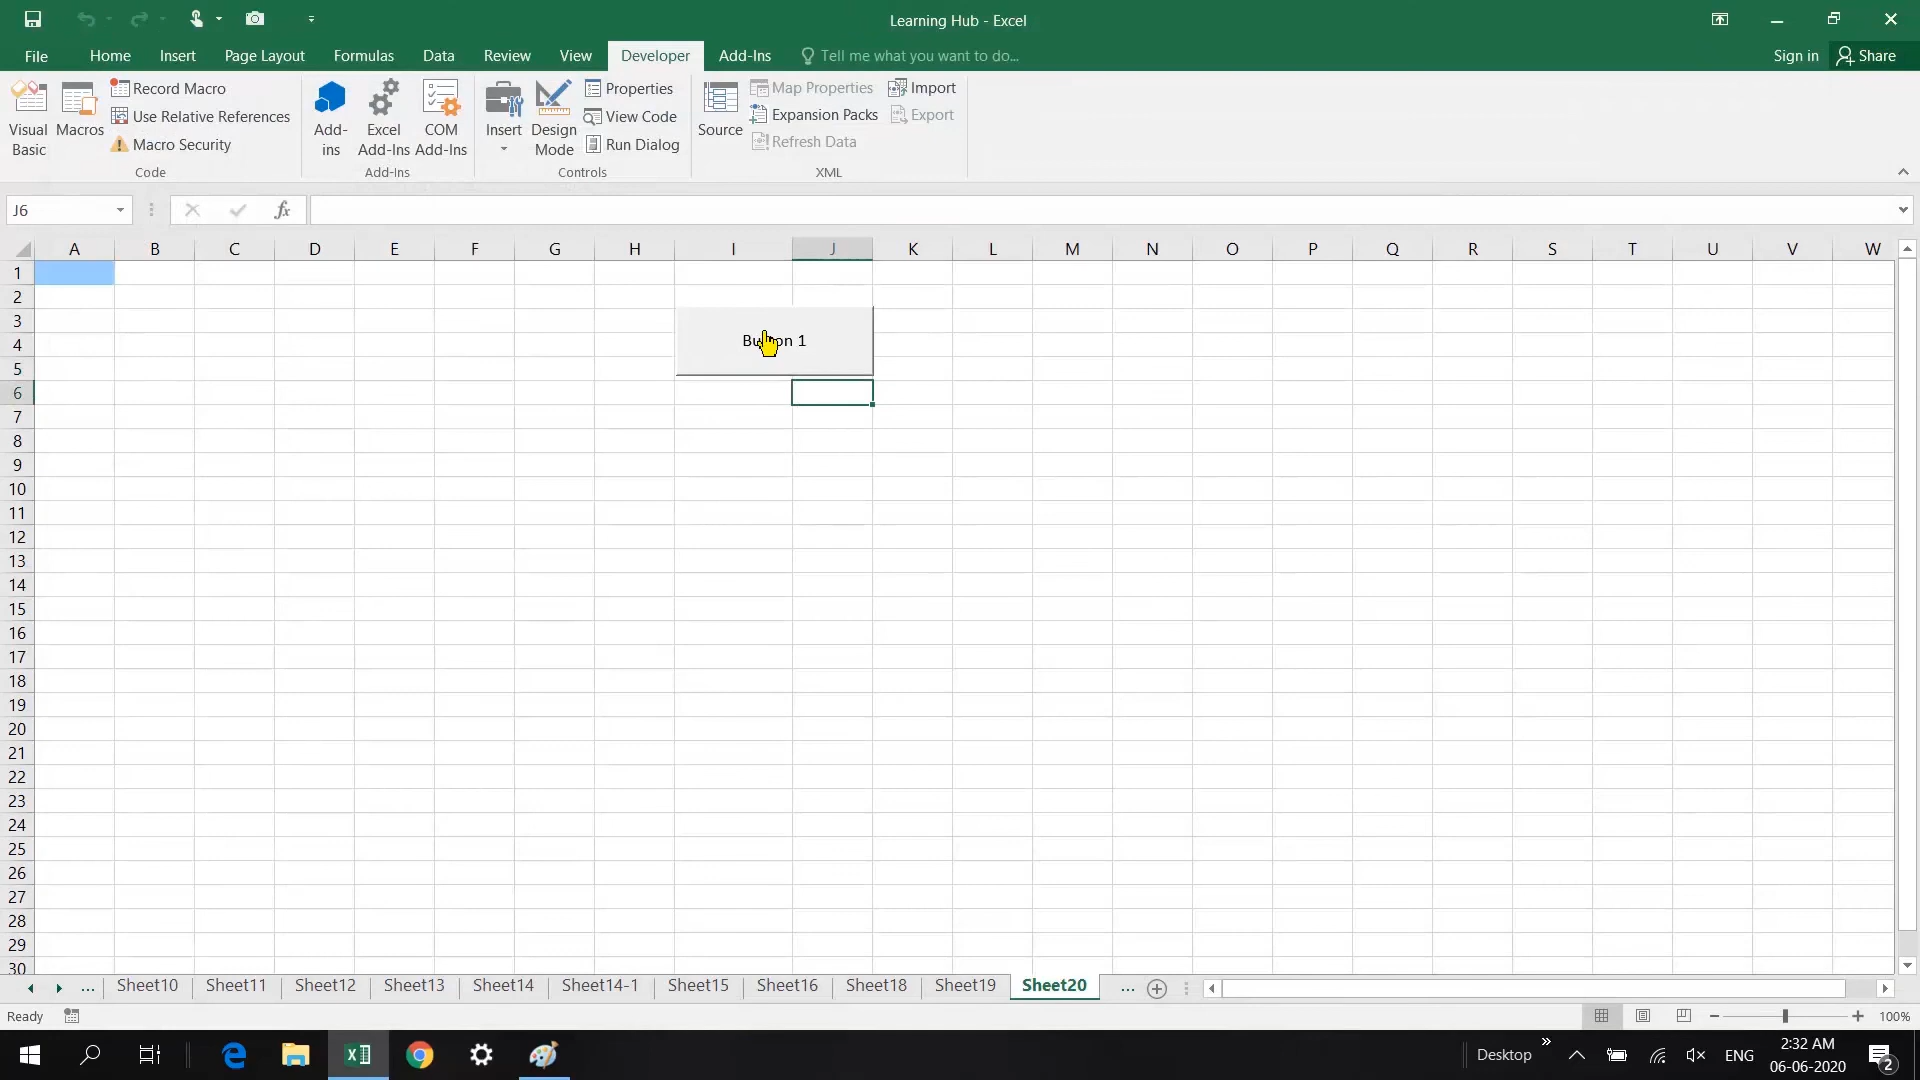 Learning Hub - Excel
File Home Insert Page Layout Formulas Data Review View Developer Add-Ins Tell me what you want to do... Sign in Share
Visual Basic
Macros
Record Macro
Use Relative References
Macro Security
Code
Add-ins
Excel Add-Ins
COM Add-Ins
Add-Ins
Insert
Design Mode
Properties
View Code
Run Dialog
Controls
Source
Map Properties
Expansion Packs
Refresh Data
Import
Export
XML
J6
fx
A B C D E F G H I J K L M N O P Q R S T U V W
1
2
3
4
5
6
7
8
9
10
11
12
13
14
15
16
17
18
19
20
21
22
23
24
25
26
27
28
29
30
Button 1
... Sheet10 Sheet11 Sheet12 Sheet13 Sheet14 Sheet14-1 Sheet15 Sheet16 Sheet18 Sheet19 Sheet20 ...
Ready
100%
Desktop
ENG
2:32 AM
06-06-2020
2